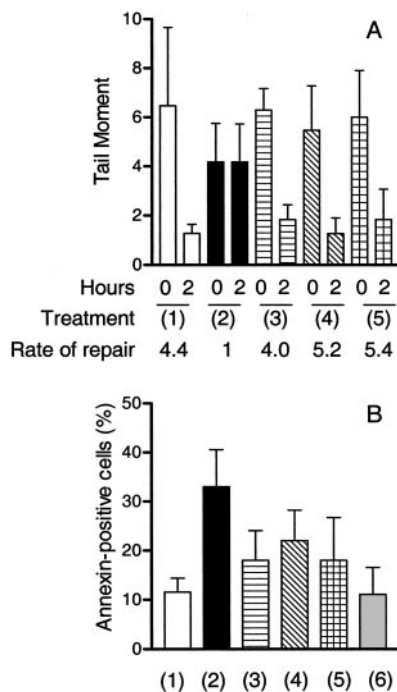 A
10
8
6
4
2
0
Tail Moment
Hours 0 2 0 2 0 2 0 2 0 2
Treatment (1) (2) (3) (4) (5)
Rate of repair 4.4 1 4.0 5.2 5.4
B
50
40
30
20
10
0
Annexin-positive cells (%)
(1) (2) (3) (4) (5) (6)